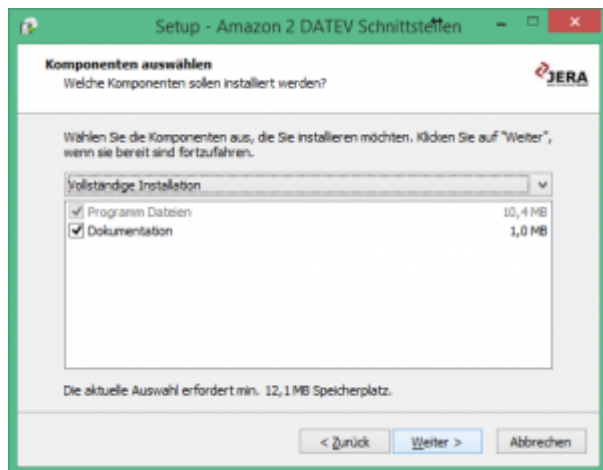 Setup - Amazon 2 DATEV Schnittstellen
Komponenten auswählen
Welche Komponenten sollen installiert werden?
JERA
Wählen Sie die Komponenten aus, die Sie installieren möchten. Klicken Sie auf "Weiter",
wenn sie bereit sind fortzufahren.
Vollständige Installation
Programm Dateien 10,4 MB
Dokumentation 1,0 MB
Die aktuelle Auswahl erfordert min. 12,1 MB Speicherplatz.
< Zurück Weiter > Abbrechen